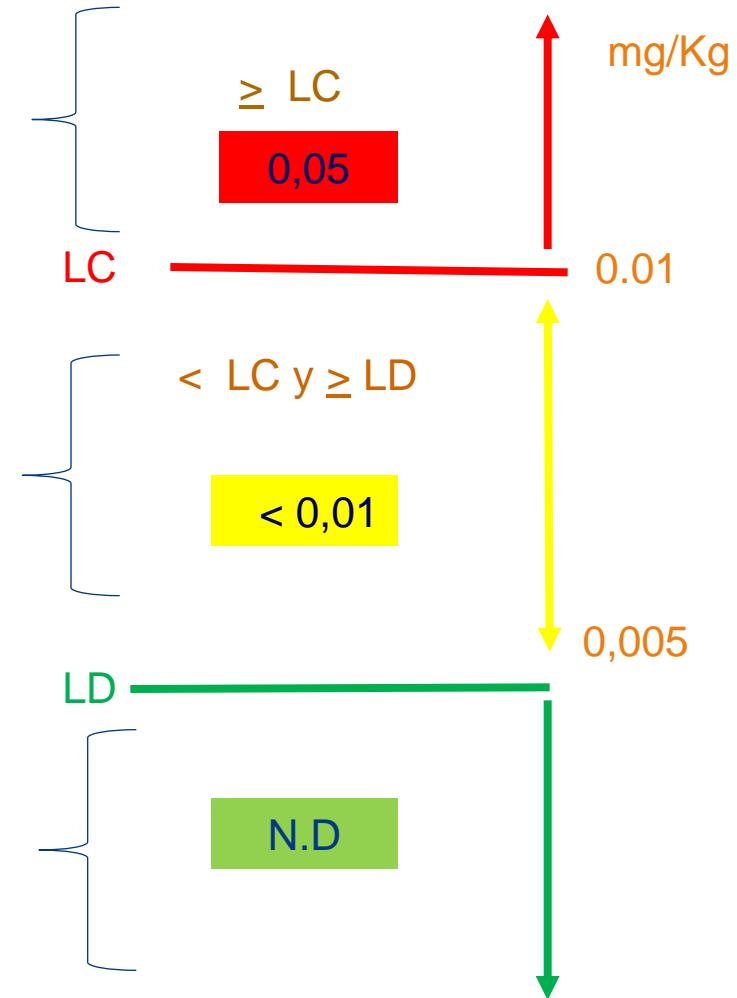 mg/Kg
≥ LC
0,05
LC
0.01
< LC y ≥ LD
< 0,01
0,005
LD
N.D